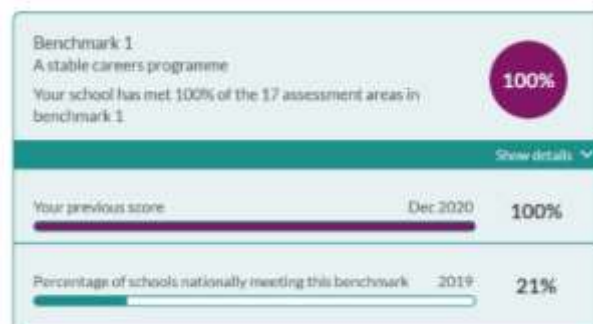 Benchmark 1
A stable careers programme
Your school has met 100% of the 17 assessment areas in
benchmark 1
100%
Show details
Your previous score Dec 2020 100%
Percentage of schools nationally meeting this benchmark 2019 21%